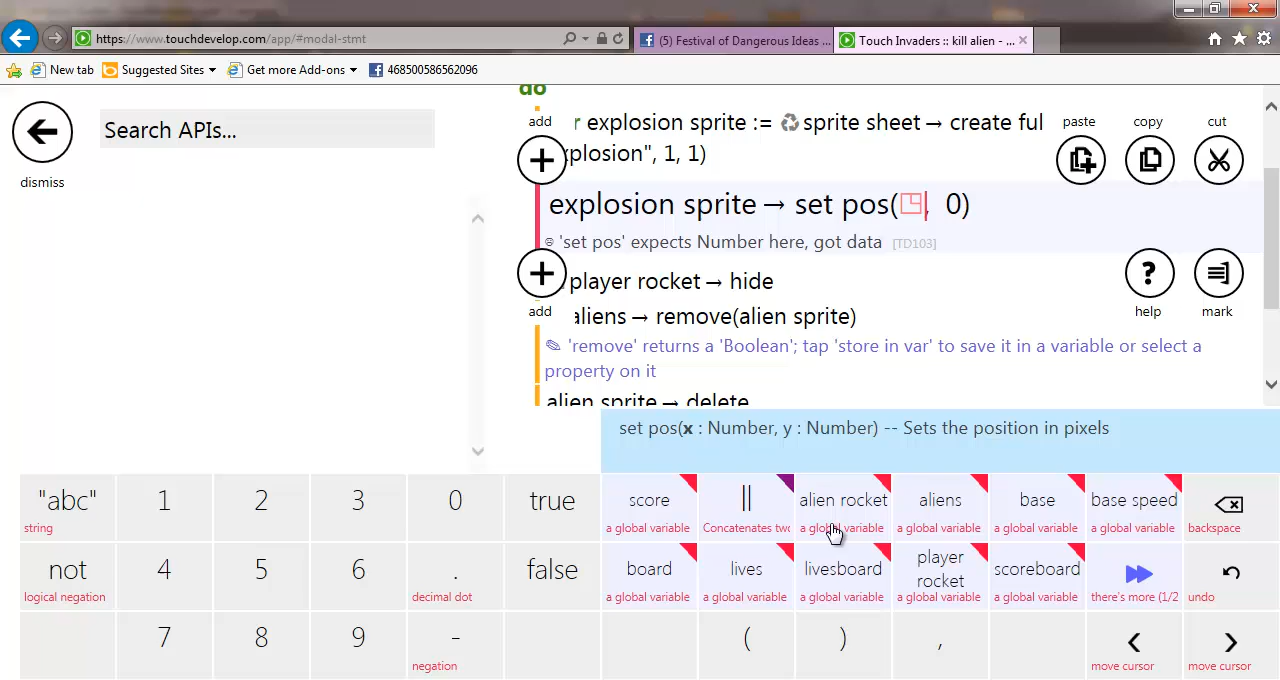 https://www.touchdevelop.com/app/#modal-stmt
(5) Festival of Dangerous Ideas ...
Touch Invaders :: kill alien - ...
New tab
Suggested Sites
Get more Add-ons
468500586562096
dismiss
Search APIs...
do
add
r explosion sprite := ♻ sprite sheet → create ful
xplosion", 1, 1)
paste
copy
cut
explosion sprite → set pos(, 0)
'set pos' expects Number here, got data [TD103]
add
player rocket → hide
aliens → remove(alien sprite)
help
mark
'remove' returns a 'Boolean'; tap 'store in var' to save it in a variable or select a
property on it
alien sprite → delete
set pos(x : Number, y : Number) -- Sets the position in pixels
"abc"
string
1
2
3
0
true
score
a global variable
||
Concatenates two
alien rocket
a global variable
aliens
a global variable
base
a global variable
base speed
a global variable
backspace
not
logical negation
4
5
6
.
decimal dot
false
board
a global variable
lives
a global variable
livesboard
a global variable
player
rocket
a global variable
scoreboard
a global variable
there's more (1/2
undo
7
8
9
-
negation
(
)
,
move cursor
move cursor